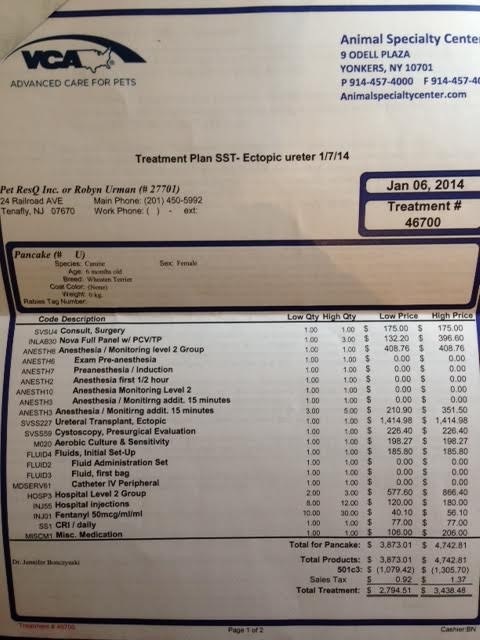 VCA
ADVANCED CARE FOR PETS
Animal Specialty Cente
9 ODELL PLAZA
YONKERS, NY 10701
P 914-457-4000 F 914-457-40
Animalspecialtycenter.com
Treatment Plan SST- Ectopic ureter 1/7/14
Pet ResQ Inc. or Robyn Urman (# 27701)
24 Railroad AVE Main Phone: (201) 450-5992
Tenafly, NJ 07670 Work Phone: ( ) - ext:
Jan 06, 2014
Treatment #
46700
Pancake (# U)
Species: Canine Sex: Female
Age: 6 months old
Breed: Wheaten Terrier
Coat Color: (None)
Weight: 0 kg.
Rabies Tag Number:
Code Description Low Qty High Qty Low Price High Price
SVSU4 Consult, Surgery 1.00 1.00 $ 175.00 $ 175.00
INLAB30 Nova Full Panel w/ PCV/TP 1.00 3.00 $ 132.20 $ 396.60
ANESTH8 Anesthesia / Monitoring level 2 Group 1.00 1.00 $ 408.76 $ 408.76
ANESTH6 Exam Pre-anesthesia 1.00 1.00 $ 0.00 $ 0.00
ANESTH7 Preanesthesia / Induction 1.00 1.00 $ 0.00 $ 0.00
ANESTH2 Anesthesia first 1/2 hour 1.00 1.00 $ 0.00 $ 0.00
ANESTH10 Anesthesia Monitoring Level 2 1.00 1.00 $ 0.00 $ 0.00
ANESTH3 Anesthesia / Monitirng addit. 15 minutes 1.00 1.00 $ 0.00 $ 0.00
ANESTH3 Anesthesia / Monitirng addit. 15 minutes 3.00 5.00 $ 210.90 $ 351.50
SVSS227 Ureteral Transplant, Ectopic 1.00 1.00 $ 1,414.98 $ 1,414.98
SVSS59 Cystoscopy, Presurgical Evaluation 1.00 1.00 $ 226.40 $ 226.40
M020 Aerobic Culture & Sensitivity 1.00 1.00 $ 198.27 $ 198.27
FLUID4 Fluids, Initial Set-Up 1.00 1.00 $ 185.80 $ 185.80
FLUID2 Fluid Administration Set 1.00 1.00 $ 0.00 $ 0.00
FLUID3 Fluid, first bag 1.00 1.00 $ 0.00 $ 0.00
MDSERV61 Catheter IV Peripheral 1.00 1.00 $ 0.00 $ 0.00
HOSP3 Hospital Level 2 Group 2.00 3.00 $ 577.60 $ 866.40
INJ55 Hospital injections 8.00 12.00 $ 120.00 $ 180.00
INJ01 Fentanyl 50mcg/ml/ml 10.00 30.00 $ 40.10 $ 56.10
SS1 CRI / daily 1.00 1.00 $ 77.00 $ 77.00
MISCM1 Misc. Medication 1.00 1.00 $ 106.00 $ 206.00
Total for Pancake: $ 3,873.01 $ 4,742.81
Dr. Jennifer Bonczynski
Total Products: $ 3,873.01 $ 4,742.81
501c3: $ (1,079.42) $ (1,305.70)
Sales Tax $ 0.92 $ 1.37
Total Treatment: $ 2,794.51 $ 3,438.48
Treatment # 46700
Page 1 of 2
Cashier:BN